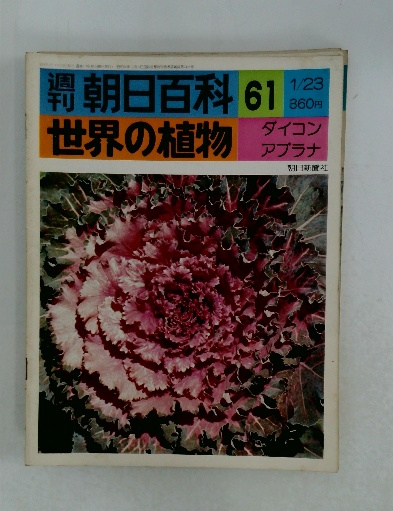 週刊 朝日百科 61 1/23
360円
世界の植物 ダイコン
アブラナ
朝日新聞社